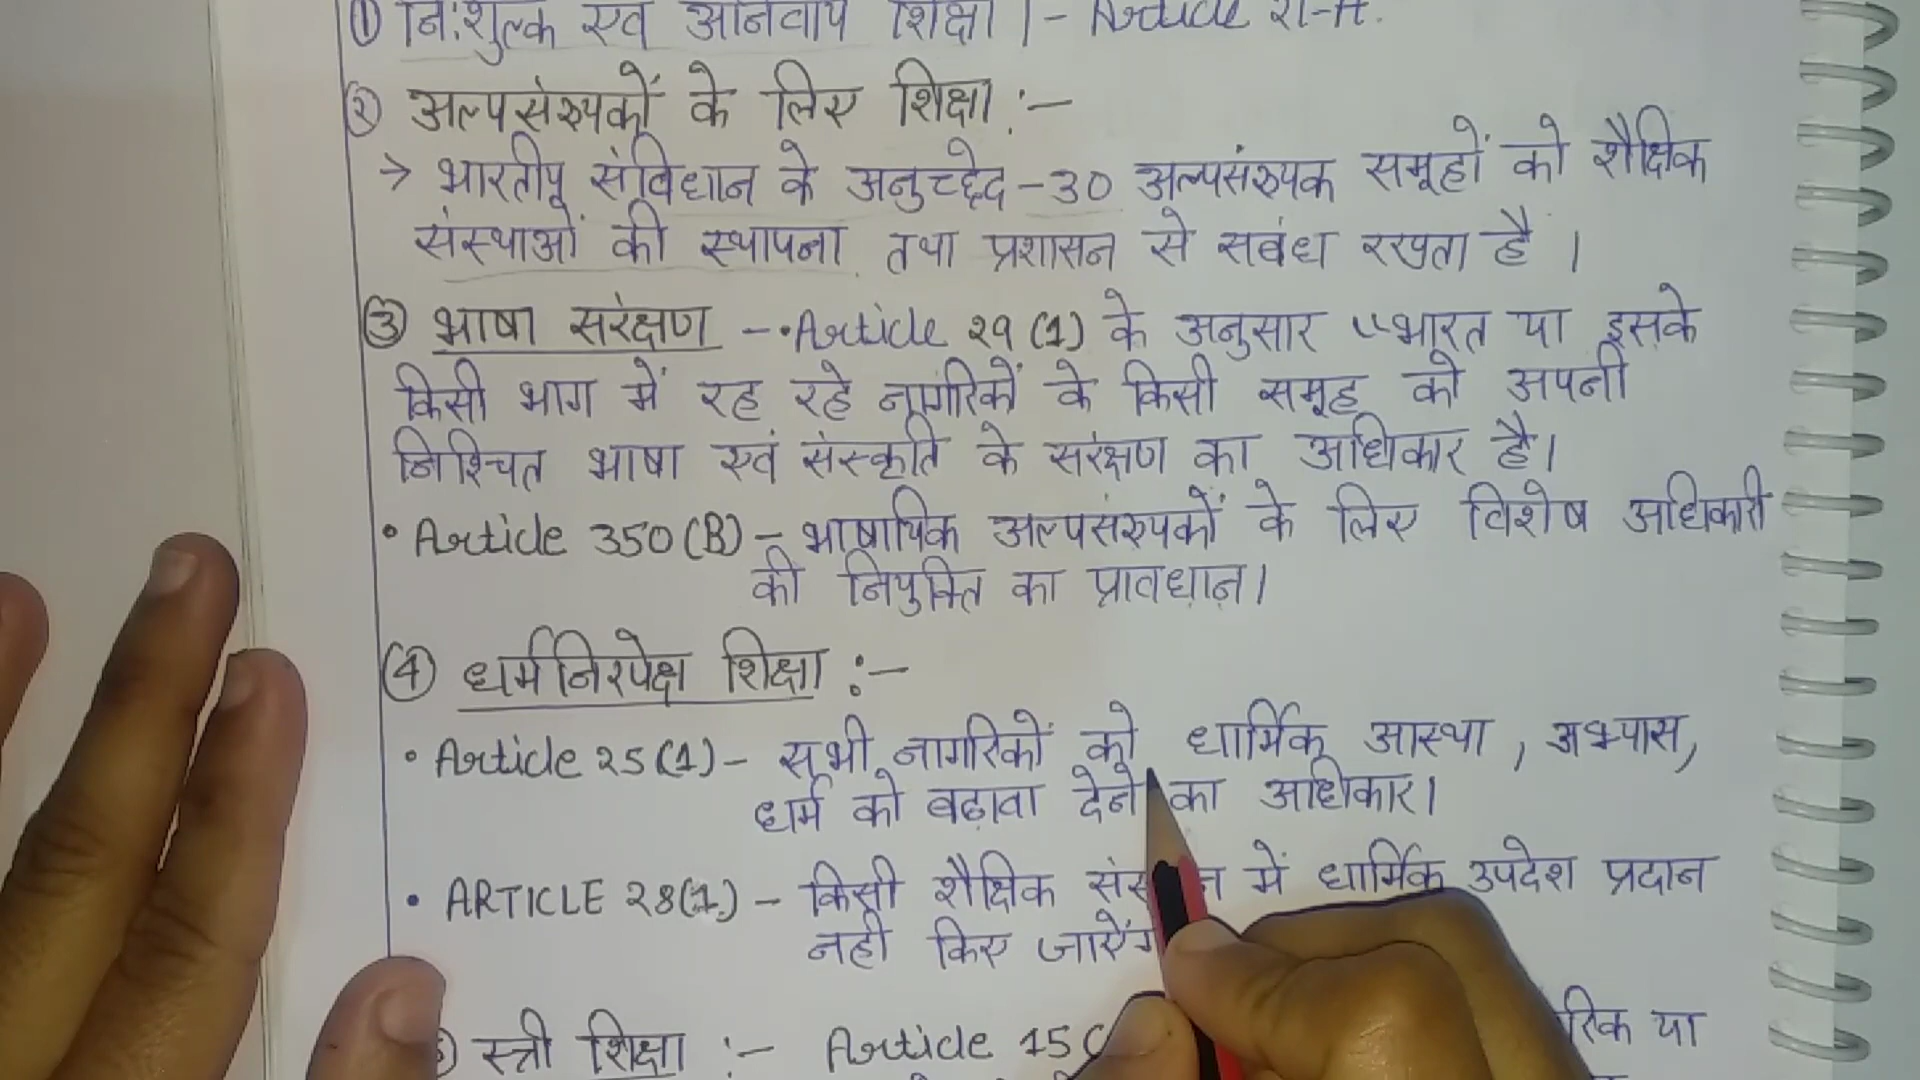 ① नि:शुल्क एवं अनिवार्य शिक्षा। - Article 21-A.
② अल्पसंख्यकों के लिए शिक्षा :-
→ भारतीय संविधान के अनुच्छेद - 30 अल्पसंख्यक समूहों को शैक्षिक
संस्थाओं की स्थापना तथा प्रशासन से सबंध रखता है ।
③ भाषा सरंक्षण - • Article 29 (1) के अनुसार "भारत या इसके
किसी भाग में रह रहे नागरिकों के किसी समूह को अपनी
निश्चित भाषा एवं संस्कृति के सरंक्षण का अधिकार है।
• Article 350 (B) - भाषायिक अल्पसंख्यकों के लिए विशेष अधिकारी
की नियुक्ति का प्रावधान।
④ धर्मनिरपेक्ष शिक्षा :-
• Article 25 (1) - सभी नागरिकों को धार्मिक आस्था , अभ्यास,
धर्म को बढ़ावा देने का अधिकार।
• ARTICLE 28(1) - किसी शैक्षिक में धार्मिक उपदेश प्रदान
नही किए
स्त्री शिक्षा :- Article 15 या